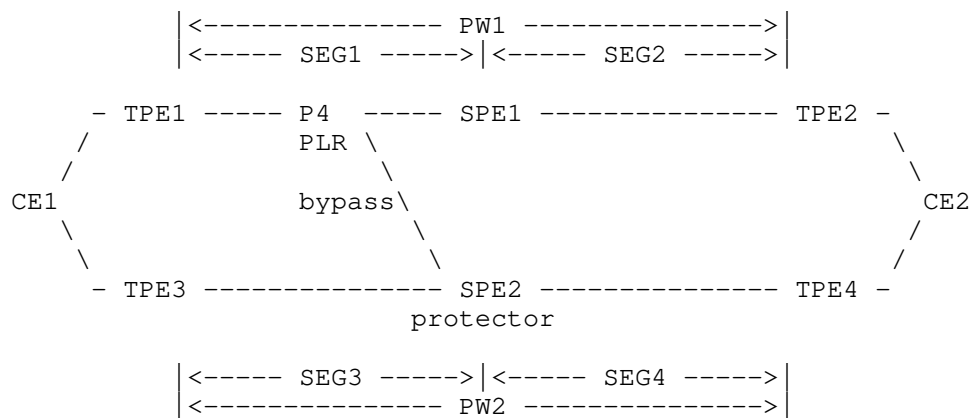 |<-------------- PW1 --------------->|
|<----- SEG1 ----->|<----- SEG2 ----->|
- TPE1 ----- P4 ----- SPE1 --------------- TPE2 -
/ PLR \ \
/ \ \
CE1 bypass\ CE2
\ \ /
\ \ /
- TPE3 --------------- SPE2 --------------- TPE4 -
protector
|<----- SEG3 ----->|<----- SEG4 ----->|
|<-------------- PW2 --------------->|